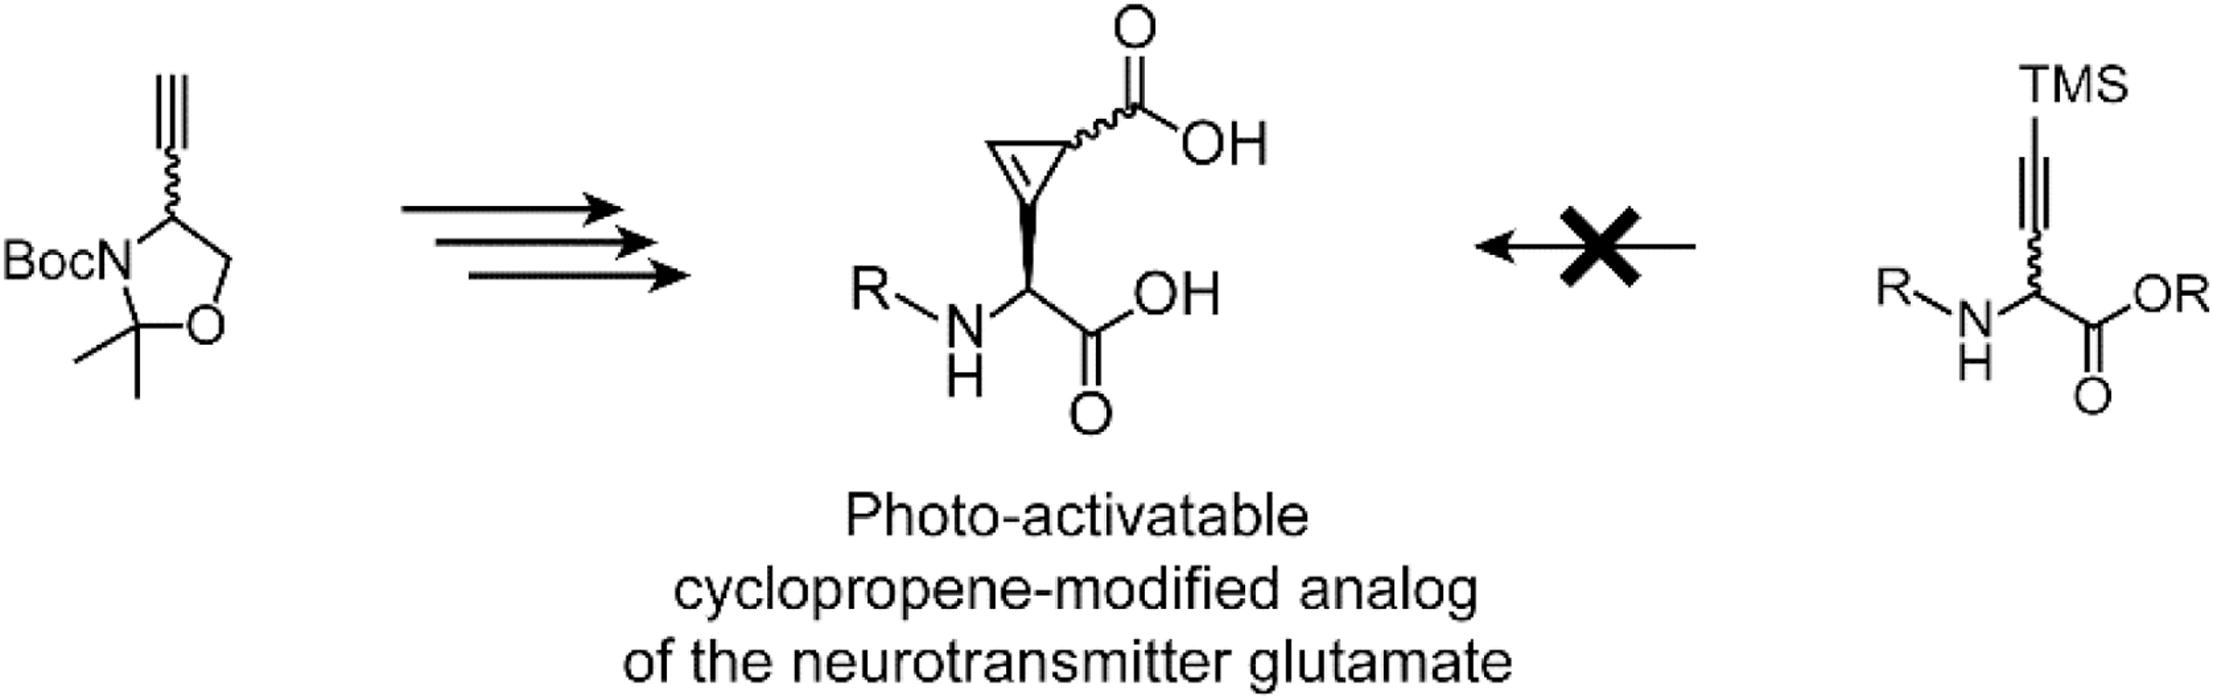 BocN
O
O
OH
R
N
H
OH
O
TMS
R
N
H
OR
O
Photo-activatable
cyclopropene-modified analog
of the neurotransmitter glutamate